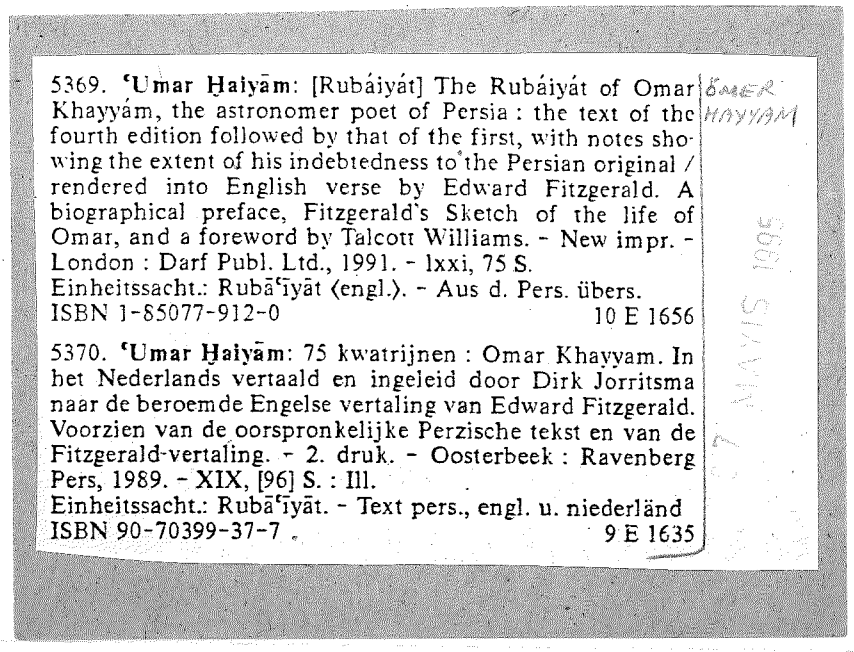 5369. ʿUmar Ḫaiyām: [Rubáiyát] The Rubáiyát of Omar
Khayyám, the astronomer poet of Persia : the text of the
fourth edition followed by that of the first, with notes sho-
wing the extent of his indebtedness to the Persian original /
rendered into English verse by Edward Fitzgerald. A
biographical preface, Fitzgerald's Sketch of the life of
Omar, and a foreword by Talcott Williams. - New impr. -
London : Darf Publ. Ltd., 1991. - lxxi, 75 S.
Einheitssacht.: Rubāʿīyāt ⟨engl.⟩. - Aus d. Pers. übers.
ISBN 1-85077-912-0 10 E 1656
5370. ʿUmar Ḫaiyām: 75 kwatrijnen : Omar Khayyam. In
het Nederlands vertaald en ingeleid door Dirk Jorritsma
naar de beroemde Engelse vertaling van Edward Fitzgerald.
Voorzien van de oorspronkelijke Perzische tekst en van de
Fitzgerald-vertaling. - 2. druk. - Oosterbeek : Ravenberg
Pers, 1989. - XIX, [96] S. : Ill.
Einheitssacht.: Rubāʿīyāt. - Text pers., engl. u. niederländ
ISBN 90-70399-37-7 9 E 1635
ÖMER
HAYYAM
7 MAYIS 1995